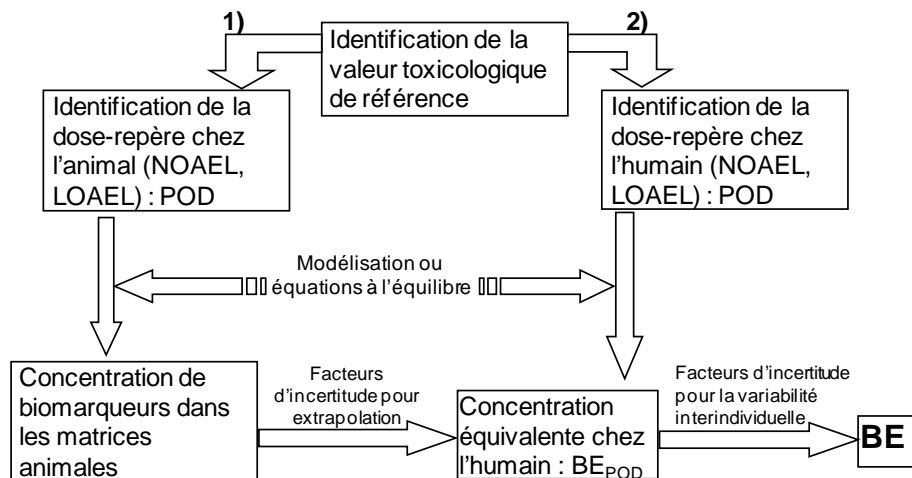 1)
2)
Identification de la
valeur toxicologique
de référence
Identification de la
dose-repère chez
l'animal (NOAEL,
LOAEL) : POD
Identification de la
dose-repère chez
l'humain (NOAEL,
LOAEL) : POD
Modélisation ou
équations à l'équilibre
Concentration de
biomarqueurs dans
les matrices
animales
Facteurs
d'incertitude pour
extrapolation
Concentration
équivalente chez
l'humain : BEPOD
Facteurs d'incertitude
pour la variabilité
interindividuelle
BE